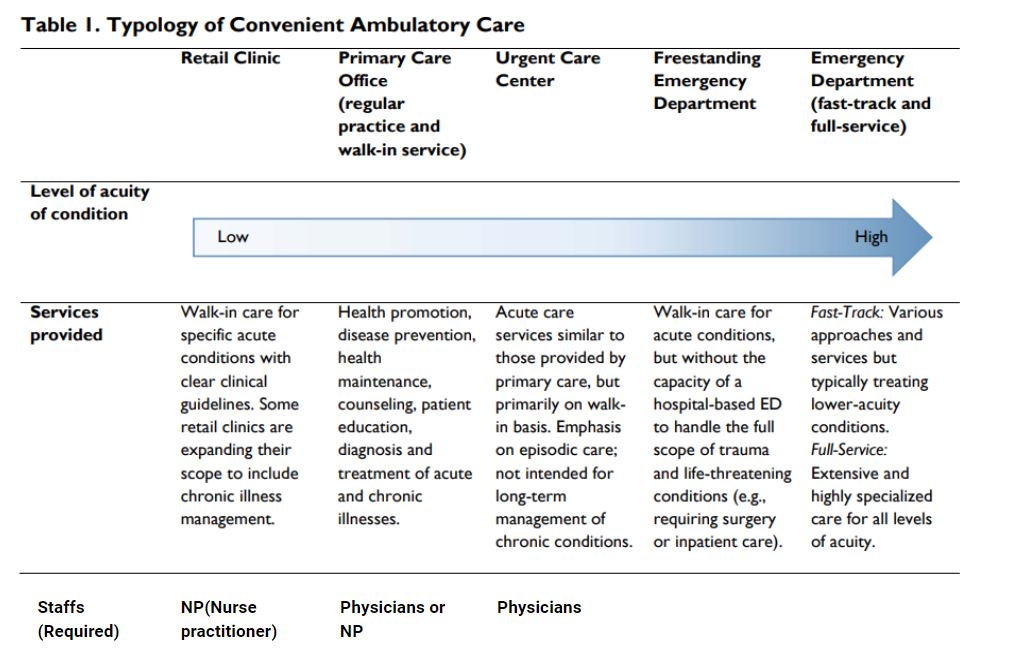 Table 1. Typology of Convenient Ambulatory Care
Retail Clinic
Primary Care
Office
(regular
practice and
walk-in service)
Urgent Care
Center
Freestanding
Emergency
Department
Emergency
Department
(fast-track and
full-service)
Level of acuity
of condition
Low
High
Services
provided
Walk-in care for
specific acute
conditions with
clear clinical
guidelines. Some
retail clinics are
expanding their
scope to include
chronic illness
management.
Health promotion,
disease prevention,
health
maintenance,
counseling, patient
education,
diagnosis and
treatment of acute
and chronic
illnesses.
Acute care
services similar to
those provided by
primary care, but
primarily on walk-
in basis. Emphasis
on episodic care;
not intended for
long-term
management of
chronic conditions.
Walk-in care for
acute conditions,
but without the
capacity of a
hospital-based ED
to handle the full
scope of trauma
and life-threatening
conditions (e.g.,
requiring surgery
or inpatient care).
Fast-Track: Various
approaches and
services but
typically treating
lower-acuity
conditions.
Full-Service:
Extensive and
highly specialized
care for all levels
of acuity.
Staffs
(Required)
NP(Nurse
practitioner)
Physicians or
NP
Physicians